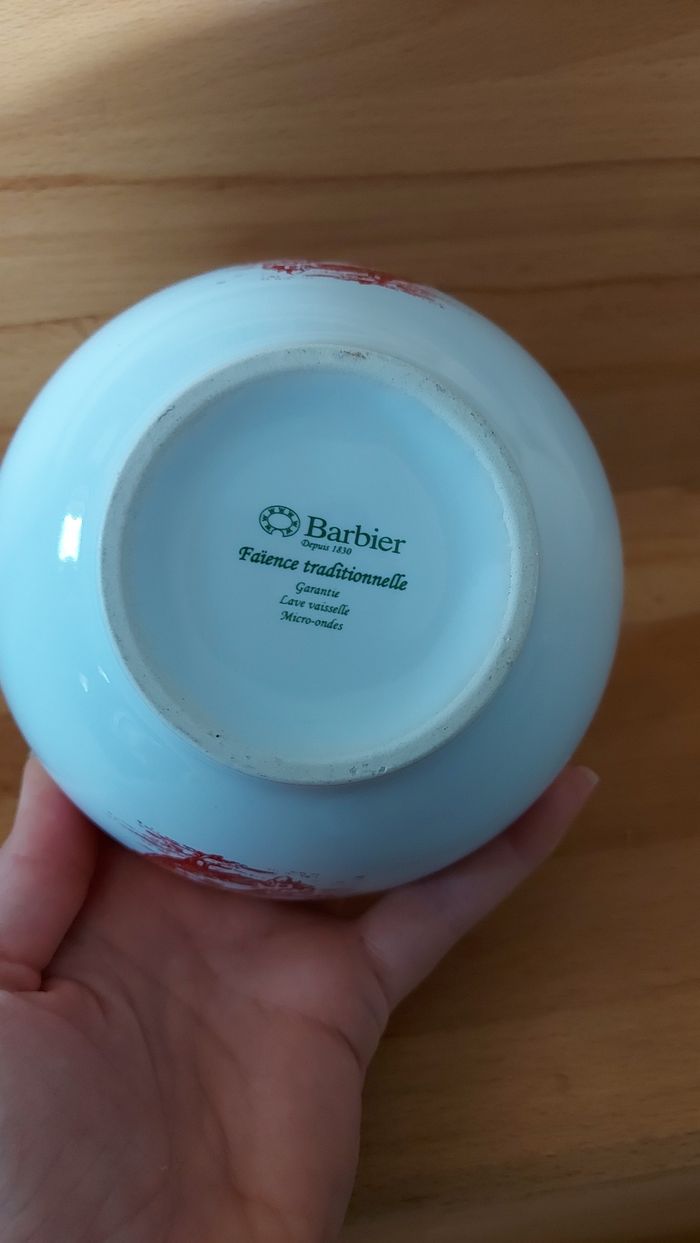 Barbier
Depuis 1830
Faïence traditionnelle
Garantie
Lave vaisselle
Micro-ondes